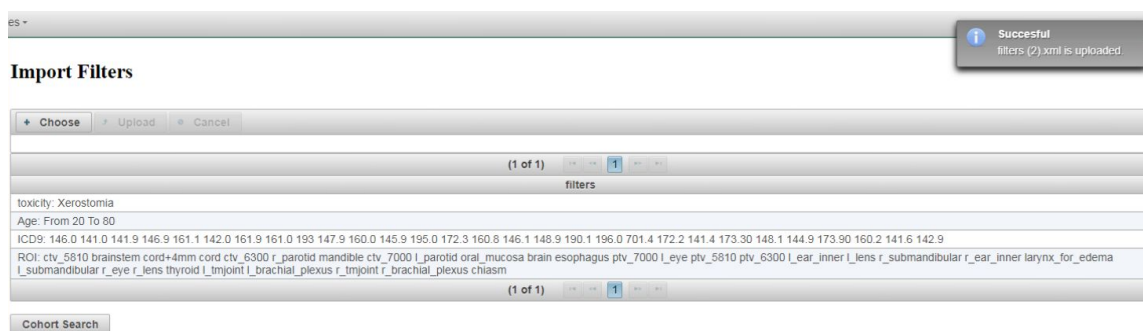 es
Succesful
filters (2).xml is uploaded.
Import Filters
Choose Upload Cancel
(1 of 1) 1
filters
toxicity: Xerostomia
Age: From 20 To 80
ICD9: 146.0 141.0 141.9 146.9 161.1 142.0 161.9 161.0 193 147.9 160.0 145.9 195.0 172.3 160.8 146.1 148.9 190.1 196.0 701.4 172.2 141.4 173.30 148.1 144.9 173.90 160.2 141.6 142.9
ROI: ctv_5810 brainstem cord+4mm cord ctv_6300 r_parotid mandible ctv_7000 l_parotid oral_mucosa brain esophagus ptv_7000 l_eye ptv_5810 ptv_6300 l_ear_inner l_lens r_submandibular r_ear_inner larynx_for_edema
l_submandibular r_eye r_lens thyroid l_tmjoint l_brachial_plexus r_tmjoint r_brachial_plexus chiasm
(1 of 1) 1
Cohort Search